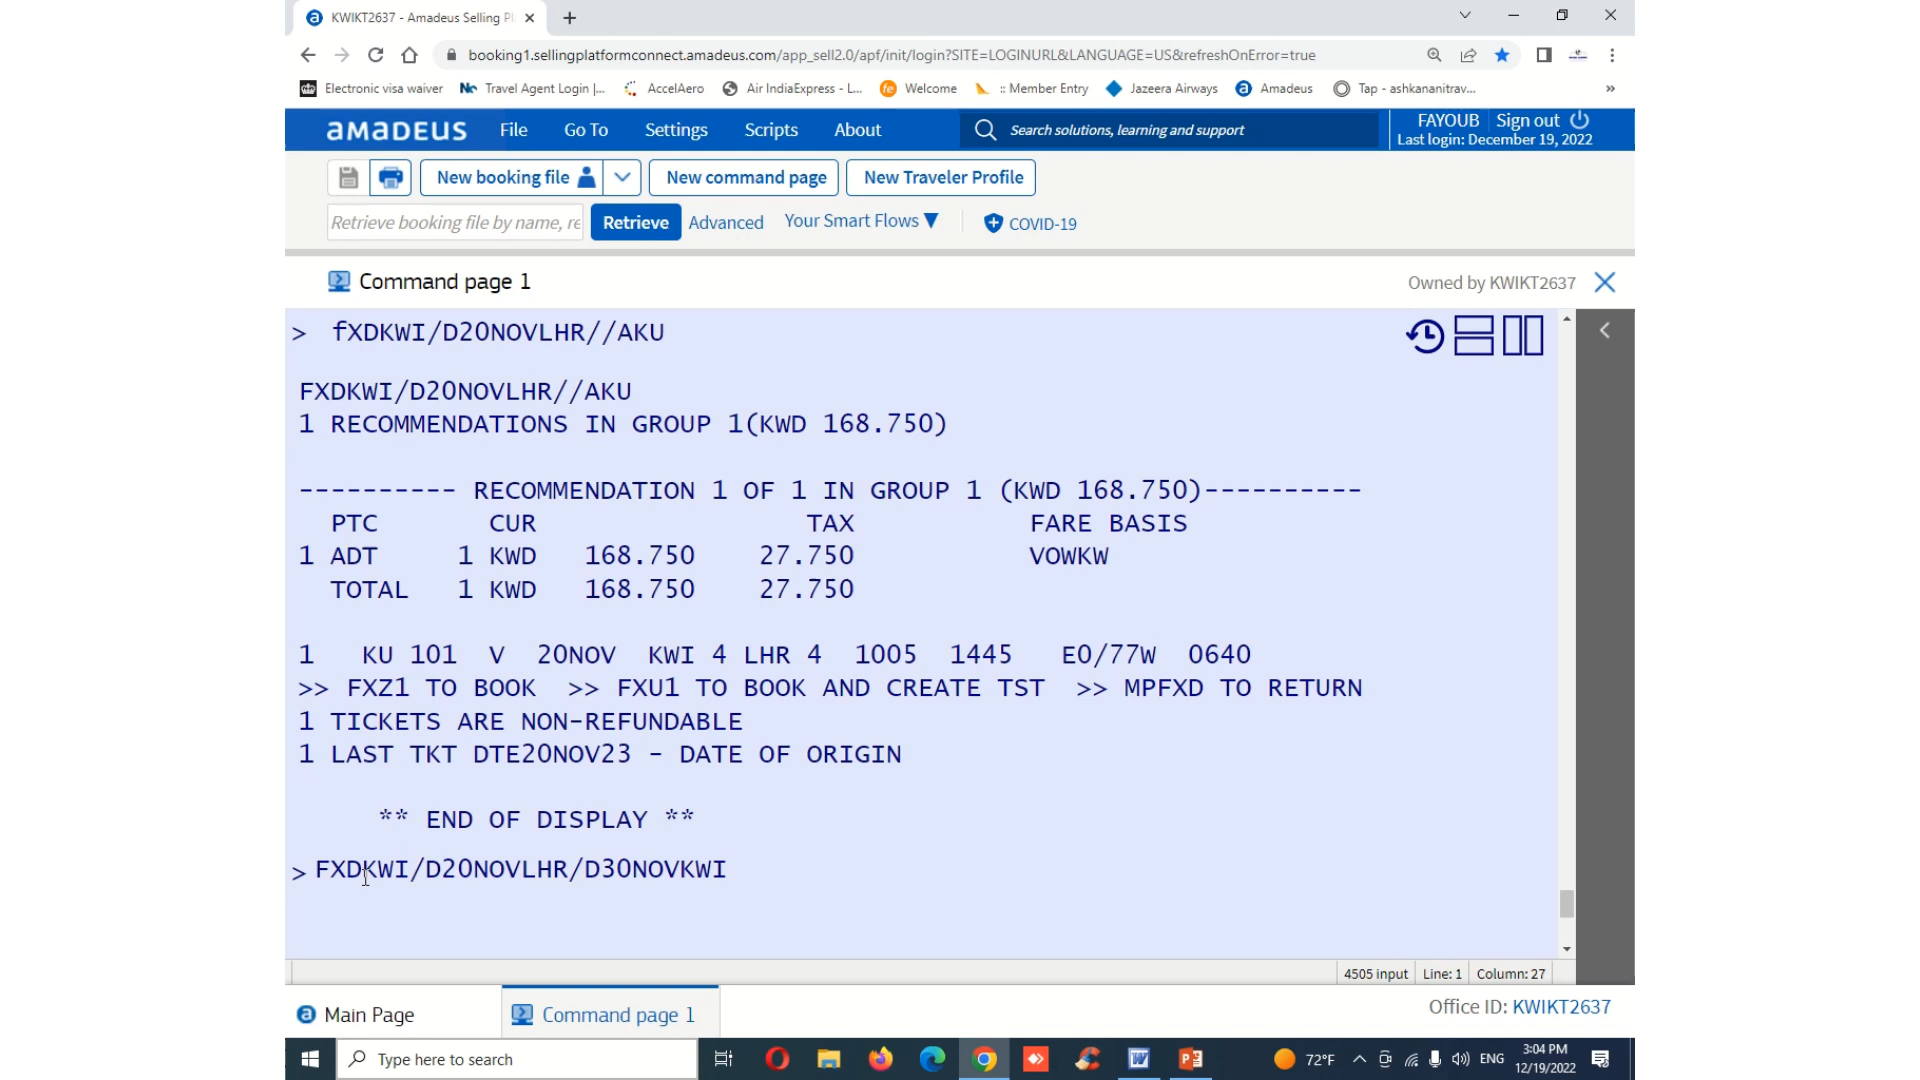 KWIKT2637 - Amadeus Selling Pl
booking1.sellingplatformconnect.amadeus.com/app_sell2.0/apf/init/login?SITE=LOGINURL&LANGUAGE=US&refreshOnError=true
Electronic visa waiver Travel Agent Login |... AccelAero Air IndiaExpress - L... Welcome :: Member Entry Jazeera Airways Amadeus Tap - ashkananitrav... »
amadeus File Go To Settings Scripts About Search solutions, learning and support FAYOUB Sign out
Last login: December 19, 2022
New booking file New command page New Traveler Profile
Retrieve booking file by name, re Retrieve Advanced Your Smart Flows COVID-19
Command page 1 Owned by KWIKT2637
> fXDKWI/D20NOVLHR//AKU
FXDKWI/D20NOVLHR//AKU
1 RECOMMENDATIONS IN GROUP 1(KWD 168.750)
---------- RECOMMENDATION 1 OF 1 IN GROUP 1 (KWD 168.750)----------
PTC CUR TAX FARE BASIS
1 ADT 1 KWD 168.750 27.750 VOWKW
TOTAL 1 KWD 168.750 27.750
1 KU 101 V 20NOV KWI 4 LHR 4 1005 1445 E0/77W 0640
>> FXZ1 TO BOOK >> FXU1 TO BOOK AND CREATE TST >> MPFXD TO RETURN
1 TICKETS ARE NON-REFUNDABLE
1 LAST TKT DTE20NOV23 - DATE OF ORIGIN
** END OF DISPLAY **
> FXDKWI/D20NOVLHR/D30NOVKWI
4505 input Line: 1 Column: 27
Main Page Command page 1 Office ID: KWIKT2637
Type here to search 72°F ENG 3:04 PM
12/19/2022